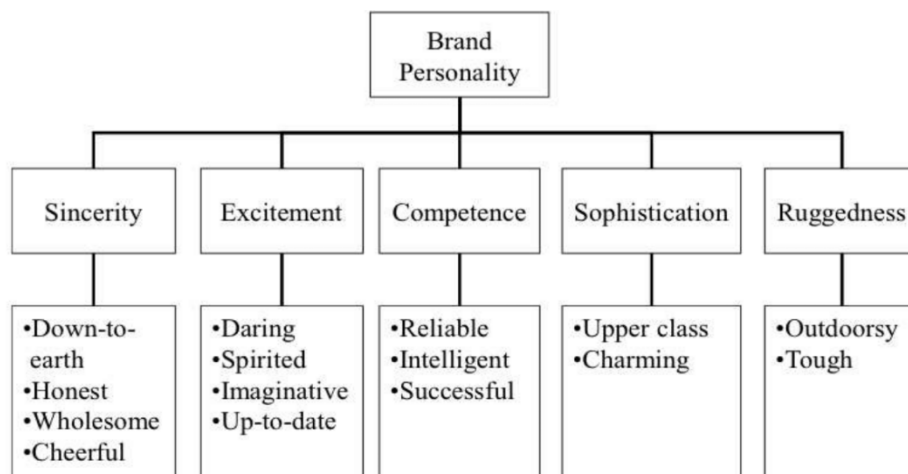 Brand
Personality
Sincerity
Excitement
Competence
Sophistication
Ruggedness
•Down-to-
earth
•Honest
•Wholesome
•Cheerful
•Daring
•Spirited
•Imaginative
•Up-to-date
•Reliable
•Intelligent
•Successful
•Upper class
•Charming
•Outdoorsy
•Tough